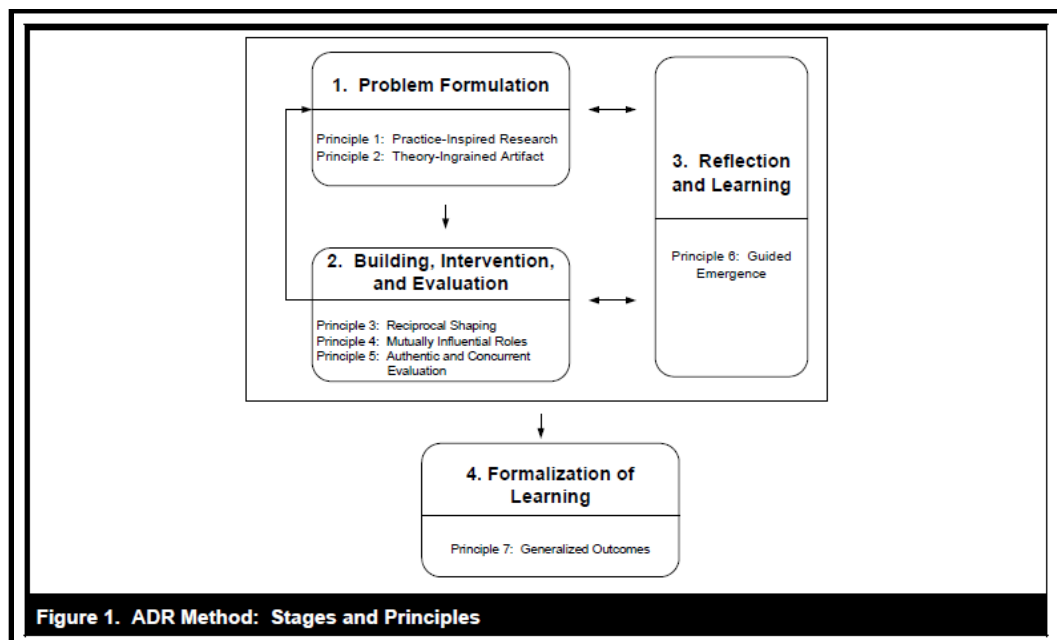 1. Problem Formulation
Principle 1: Practice-Inspired Research
Principle 2: Theory-Ingrained Artifact
2. Building, Intervention,
and Evaluation
Principle 3: Reciprocal Shaping
Principle 4: Mutually Influential Roles
Principle 5: Authentic and Concurrent
Evaluation
3. Reflection
and Learning
Principle 6: Guided
Emergence
4. Formalization of
Learning
Principle 7: Generalized Outcomes
Figure 1. ADR Method: Stages and Principles